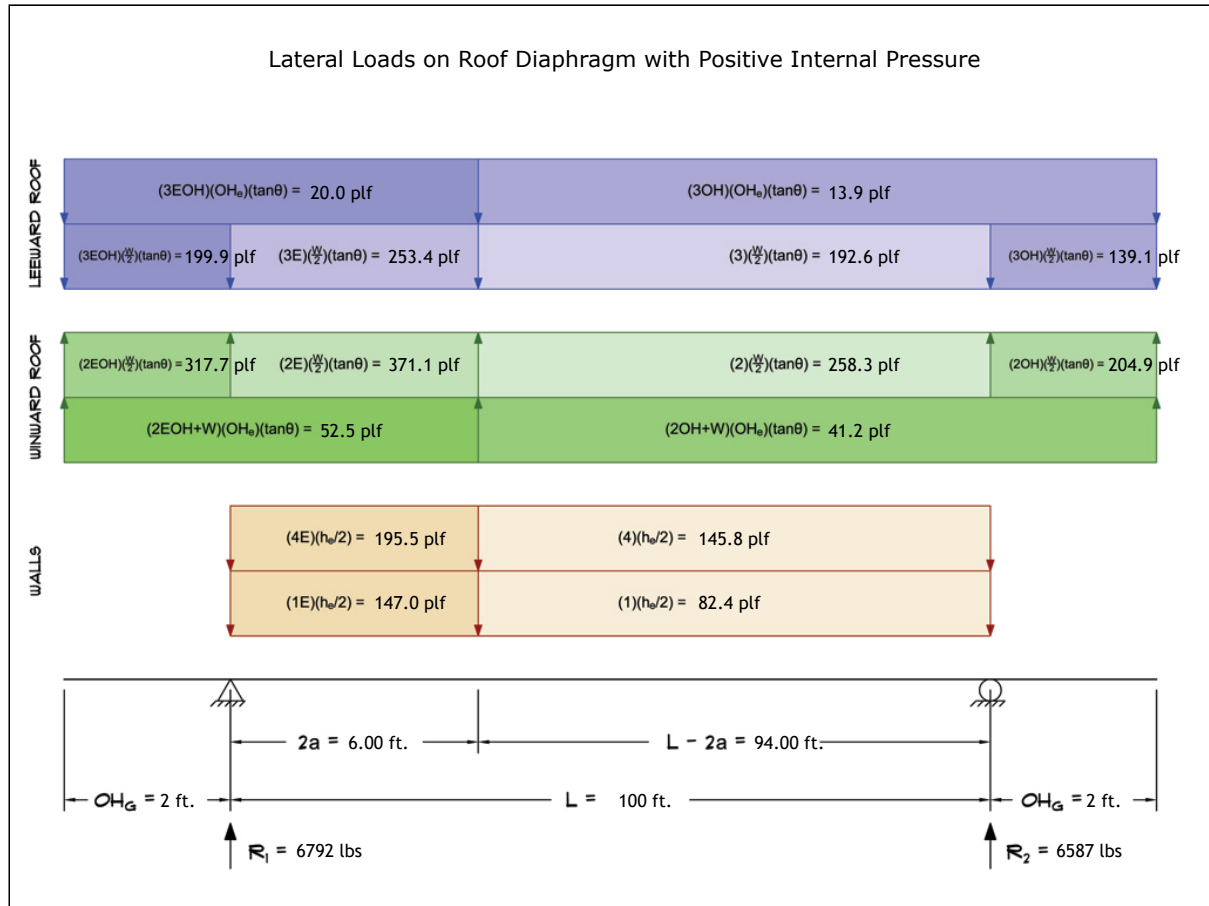 Lateral Loads on Roof Diaphragm with Positive Internal Pressure
LEEWARD ROOF
(3EOH)(OHₑ)(tanθ) = 20.0 plf
(3OH)(OHₑ)(tanθ) = 13.9 plf
(3EOH)(W/2)(tanθ) = 199.9 plf
(3E)(W/2)(tanθ) = 253.4 plf
(3)(W/2)(tanθ) = 192.6 plf
(3OH)(W/2)(tanθ) = 139.1 plf
WINWARD ROOF
(2EOH)(W/2)(tanθ) = 317.7 plf
(2E)(W/2)(tanθ) = 371.1 plf
(2)(W/2)(tanθ) = 258.3 plf
(2OH)(W/2)(tanθ) = 204.9 plf
(2EOH+W)(OHₑ)(tanθ) = 52.5 plf
(2OH+W)(OHₑ)(tanθ) = 41.2 plf
WALLS
(4E)(hₑ/2) = 195.5 plf
(4)(hₑ/2) = 145.8 plf
(1E)(hₑ/2) = 147.0 plf
(1)(hₑ/2) = 82.4 plf
2a = 6.00 ft.
L - 2a = 94.00 ft.
OH_G = 2 ft.
L = 100 ft.
OH_G = 2 ft.
R₁ = 6792 lbs
R₂ = 6587 lbs